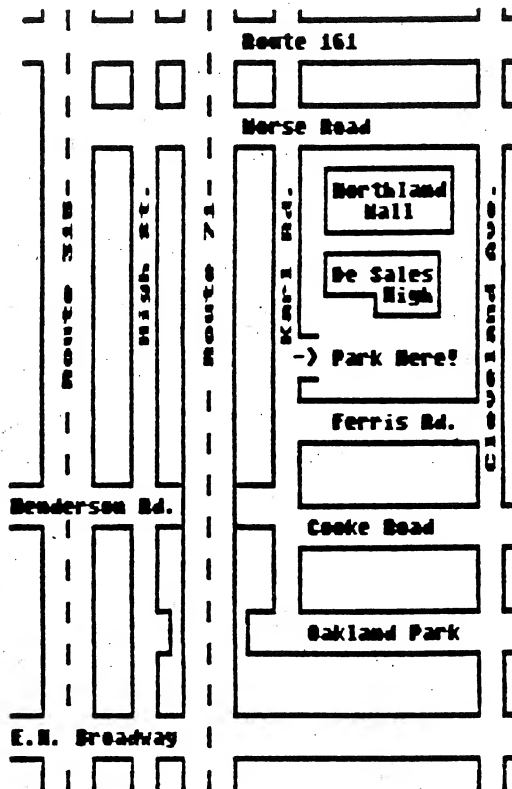 Route 161
Morse Road
Northland
Mall
Route 315
High St.
Route 71
Karl Rd.
Cleveland Ave.
De Sales
High
-> Park Here!
Ferris Rd.
Henderson Rd.
Cooke Road
Oakland Park
E.N. Broadway